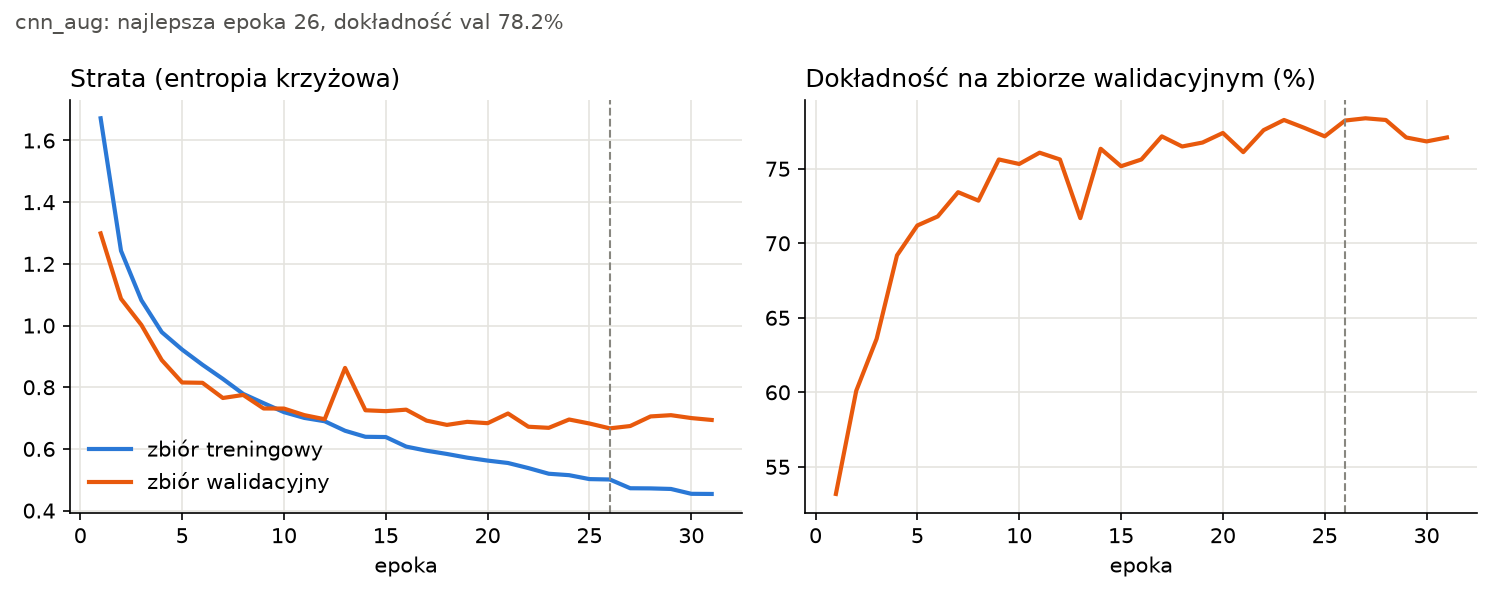 cnn_aug: najlepsza epoka 26, dokładność val 78.2%
Strata (entropia krzyżowa)
1.6
1.4
1.2
1.0
0.8
0.6
0.4
zbiór treningowy
zbiór walidacyjny
0 5 10 15 20 25 30
epoka
Dokładność na zbiorze walidacyjnym (%)
75
70
65
60
55
0 5 10 15 20 25 30
epoka